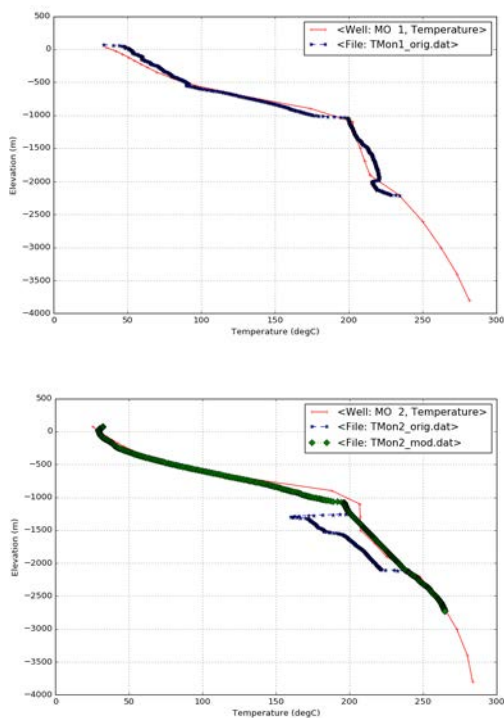 500
<Well: MO 1, Temperature>
<File: TMon1_orig.dat>
0
−500
−1000
−1500
−2000
−2500
−3000
−3500
−4000
Elevation (m)
0 50 100 150 200 250 300
Temperature (degC)
500
<Well: MO 2, Temperature>
<File: TMon2_orig.dat>
<File: TMon2_mod.dat>
0
−500
−1000
−1500
−2000
−2500
−3000
−3500
−4000
Elevation (m)
0 50 100 150 200 250 300
Temperature (degC)